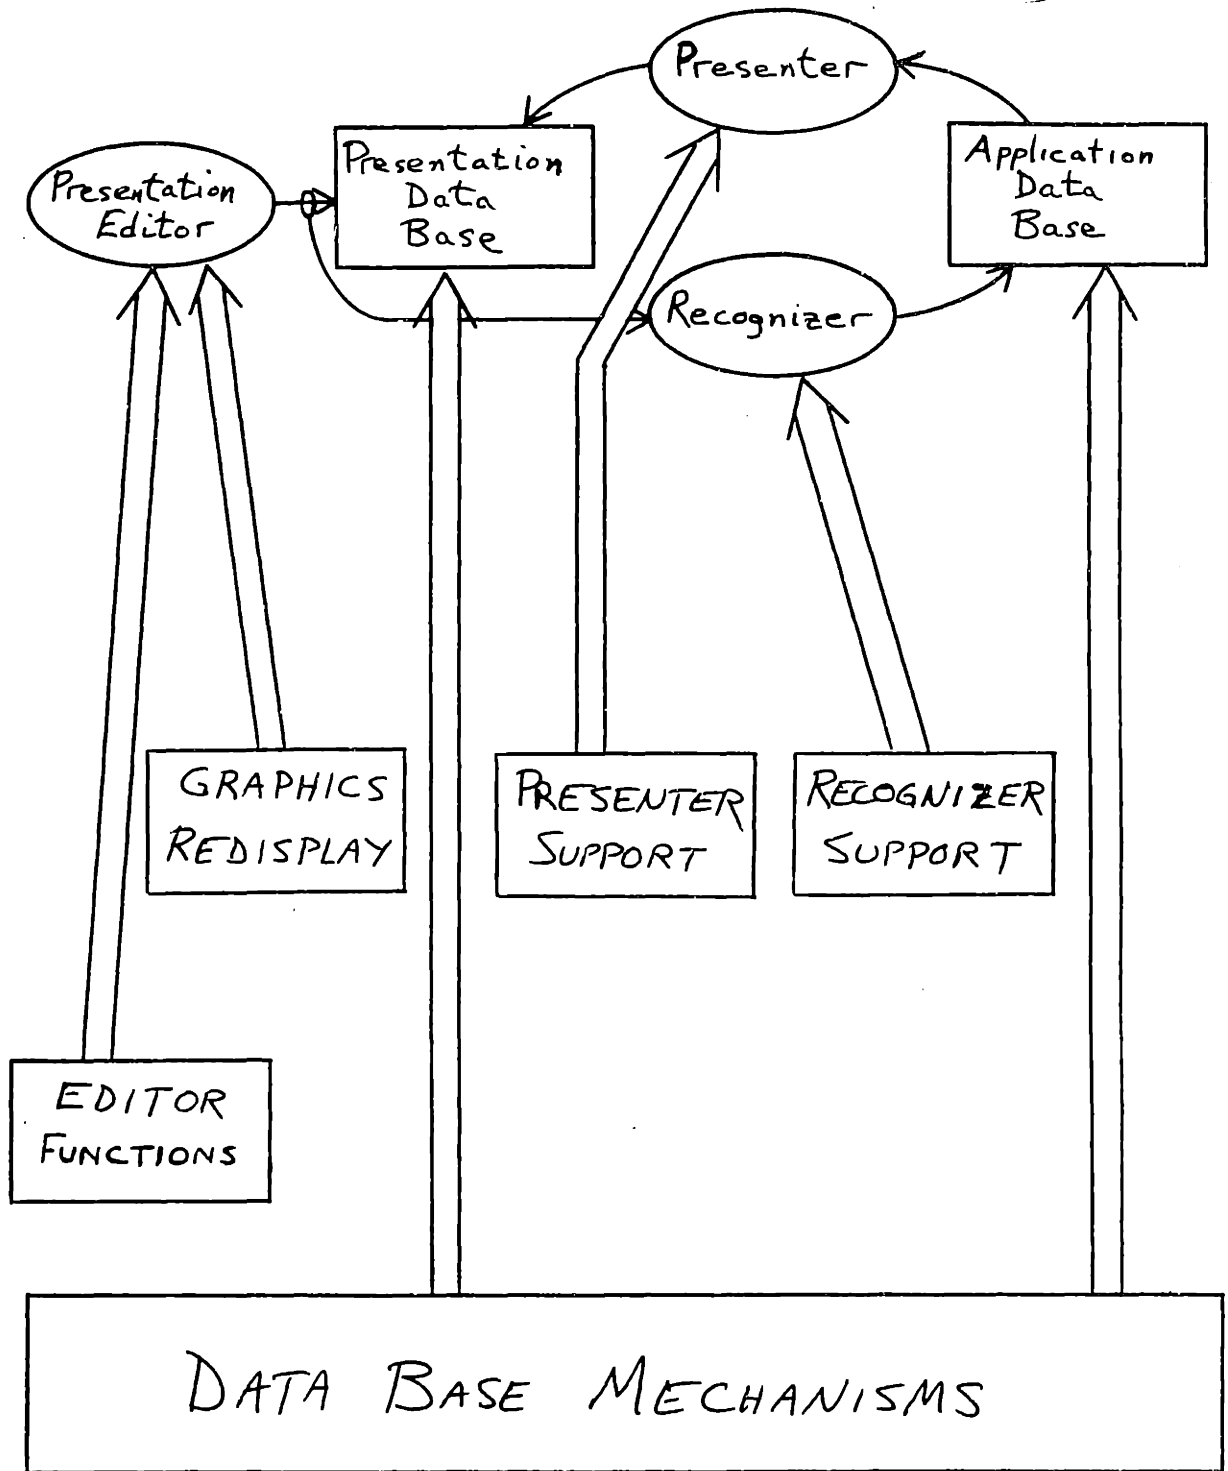 Presenter
Presentation
Data
Base
Application
Data
Base
Presentation
Editor
Recognizer
GRAPHICS
REDISPLAY
PRESENTER
SUPPORT
RECOGNIZER
SUPPORT
EDITOR
FUNCTIONS
DATA BASE MECHANISMS